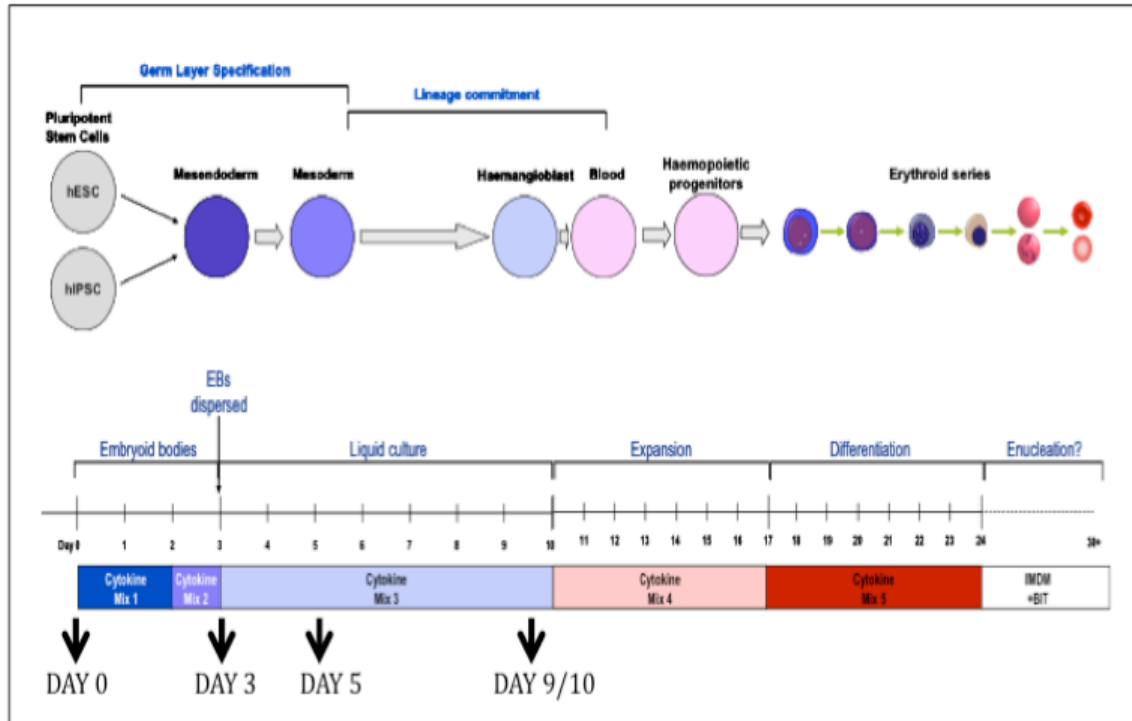 Germ Layer Specification
Lineage commitment
Pluripotent
Stem Cells
hESC
hIPSC
Mesendoderm
Mesoderm
Haemangioblast
Blood
Haemopoietic
progenitors
Erythroid series
EBs
dispersed
Embryoid bodies
Liquid culture
Expansion
Differentiation
Enucleation?
Day 0 1 2 3 4 5 6 7 8 9 10 11 12 13 14 15 16 17 18 19 20 21 22 23 24 30+
Cytokine
Mix 1
Cytokine
Mix 2
Cytokine
Mix 3
Cytokine
Mix 4
Cytokine
Mix 5
IMDM
+BIT
DAY 0 DAY 3 DAY 5 DAY 9/10